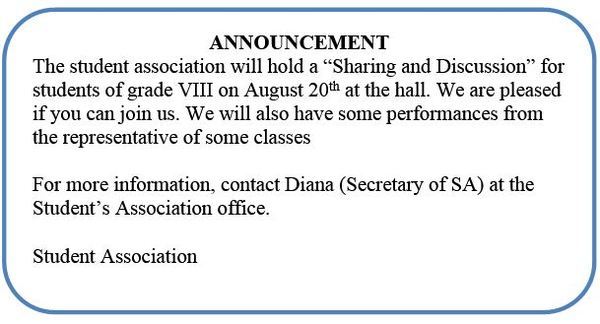 ANNOUNCEMENT
The student association will hold a “Sharing and Discussion” for
students of grade VIII on August 20th at the hall. We are pleased
if you can join us. We will also have some performances from
the representative of some classes
For more information, contact Diana (Secretary of SA) at the
Student’s Association office.
Student Association